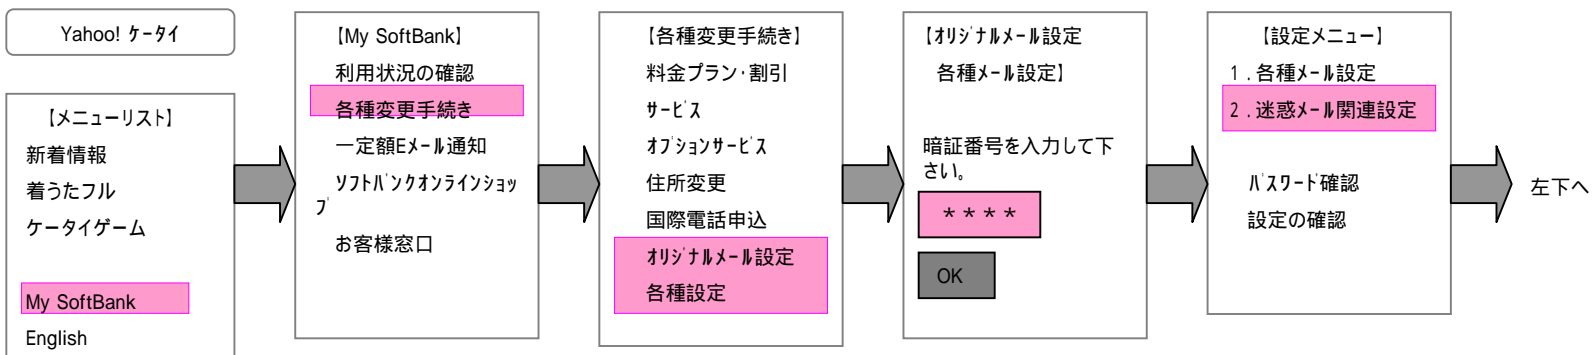 Yahoo! ケータイ
【メニューリスト】
新着情報
着うたフル
ケータイゲーム
My SoftBank
English
【My SoftBank】
利用状況の確認
各種変更手続き
一定額Eメール通知
ソフトバンクオンラインショッ
プ
お客様窓口
【各種変更手続き】
料金プラン・割引
サービス
オプションサービス
住所変更
国際電話申込
オリジナルメール設定
各種設定
【オリジナルメール設定
各種メール設定】
暗証番号を入力して下
さい。
****
OK
【設定メニュー】
1.各種メール設定
2.迷惑メール関連設定
パスワード確認
設定の確認
左下へ